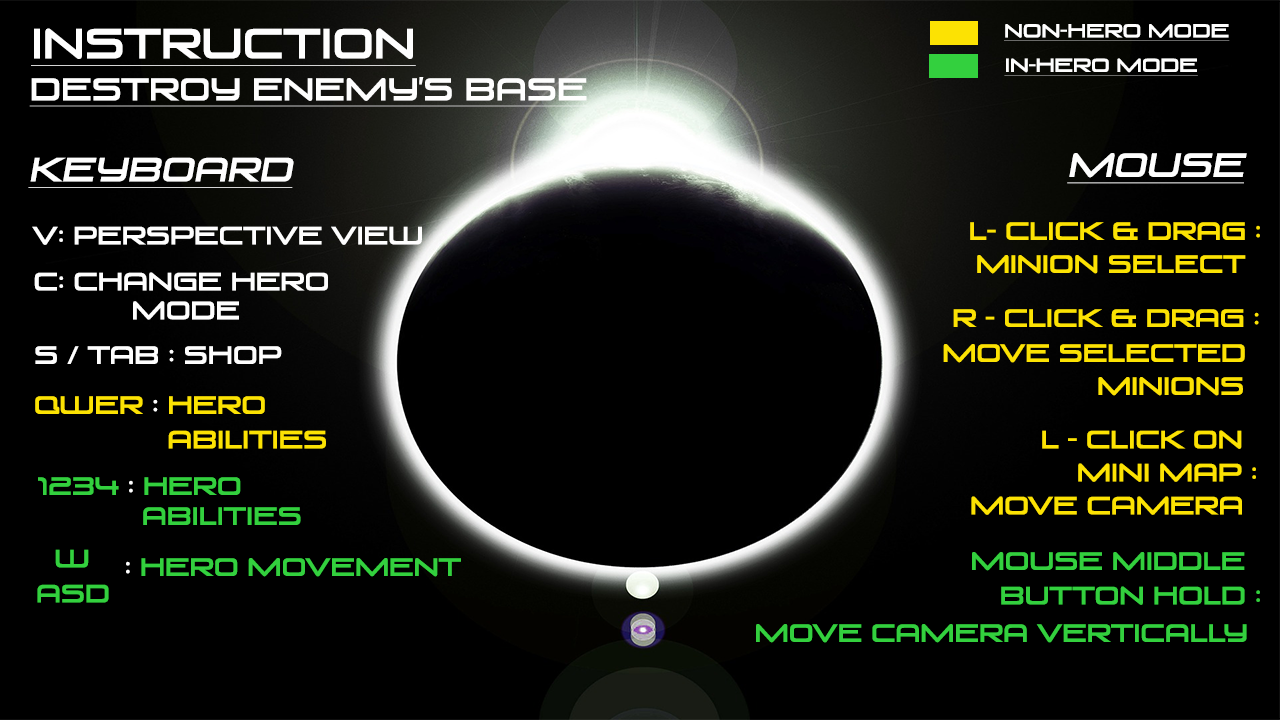 INSTRUCTION
DESTROY ENEMY'S BASE
NON-HERO MODE
IN-HERO MODE
KEYBOARD
V: PERSPECTIVE VIEW
C: CHANGE HERO
MODE
S / TAB : SHOP
QWER : HERO
ABILITIES
1234 : HERO
ABILITIES
W
ASD : HERO MOVEMENT
MOUSE
L- CLICK & DRAG :
MINION SELECT
R - CLICK & DRAG :
MOVE SELECTED
MINIONS
L - CLICK ON
MINI MAP :
MOVE CAMERA
MOUSE MIDDLE
BUTTON HOLD :
MOVE CAMERA VERTICALLY